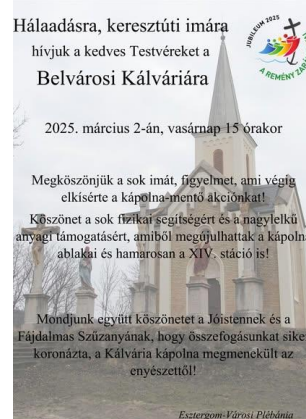 Hálaadásra, keresztúti imára
hívjuk a kedves Testvéreket a
Belvárosi Kálváriára
JUBILEUM 2025
A REMÉNY ZAR
2025. március 2-án, vasárnap 15 órakor
Megköszönjük a sok imát, figyelmet, ami végig
elkísérte a kápolna-mentő akciónkat!
Köszönet a sok fizikai segítségért és a nagylelkű
anyagi támogatásért, amiből megújulhattak a kápoln
ablakai és hamarosan a XIV. stáció is!
Mondjunk együtt köszönetet a Jóistennek és a
Fájdalmas Szűzanyának, hogy összefogásunkat sike
koronázta, a Kálvária kápolna megmenekült az
enyészettől!
Esztergom-Városi Plébánia